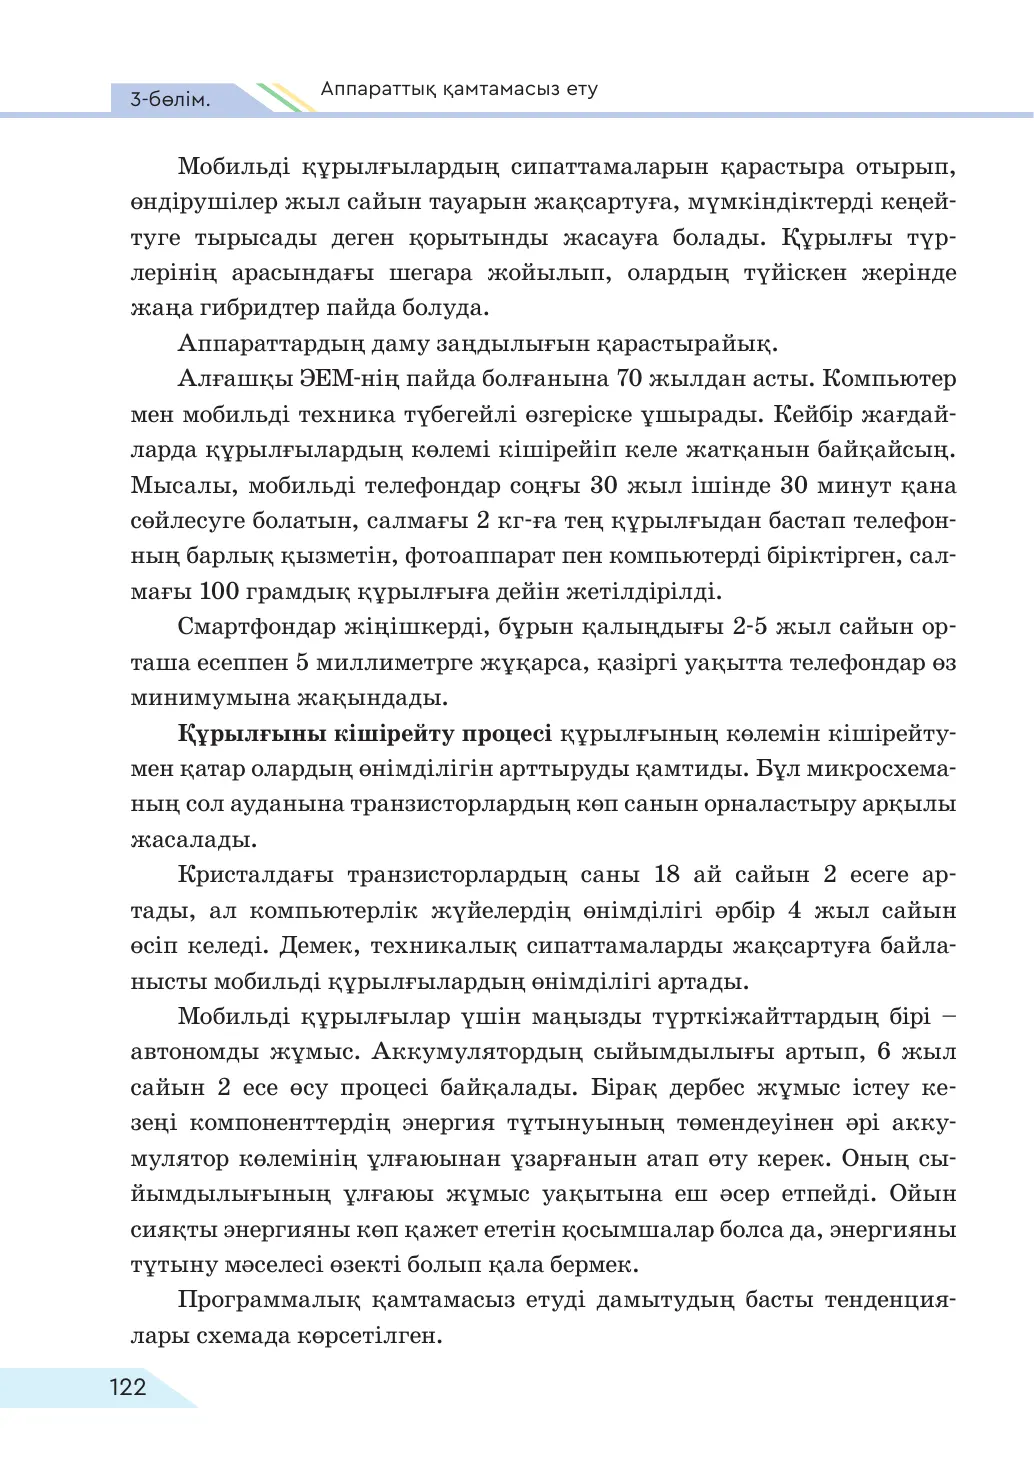 3-бөлім.
Аппараттық қамтамасыз ету
Мобильді құрылғылардың сипаттамаларын қарастыра отырып,
өндірушілер жыл сайын тауарын жақсартуға, мүмкіндіктерді кеңей-
туге тырысады деген қорытынды жасауға болады. Құрылғы түр-
лерінің арасындағы шегара жойылып, олардың түйіскен жерінде
жаңа гибридтер пайда болуда.
Аппараттардың даму заңдылығын қарастырайық.
Алғашқы ЭЕМ-нің пайда болғанына 70 жылдан асты. Компьютер
мен мобильді техника түбегейлі өзгеріске ұшырады. Кейбір жағдай-
ларда құрылғылардың көлемі кішірейіп келе жатқанын байқайсың.
Мысалы, мобильді телефондар соңғы 30 жыл ішінде 30 минут қана
сөйлесуге болатын, салмағы 2 кг-ға тең құрылғыдан бастап телефон-
ның барлық қызметін, фотоаппарат пен компьютерді біріктірген, сал-
мағы 100 грамдық құрылғыға дейін жетілдірілді.
Смартфондар жіңішкерді, бұрын қалыңдығы 2-5 жыл сайын ор-
таша есеппен 5 миллиметрге жұқарса, қазіргі уақытта телефондар өз
минимумына жақындады.
Құрылғыны кішірейту процесі құрылғының көлемін кішірейту-
мен қатар олардың өнімділігін арттыруды қамтиды. Бұл микросхема-
ның сол ауданына транзисторлардың көп санын орналастыру арқылы
жасалады.
Кристалдағы транзисторлардың саны 18 ай сайын 2 есеге ар-
тады, ал компьютерлік жүйелердің өнімділігі әрбір 4 жыл сайын
өсіп келеді. Демек, техникалық сипаттамаларды жақсартуға байла-
нысты мобильді құрылғылардың өнімділігі артады.
Мобильді құрылғылар үшін маңызды түрткіжайттардың бірі –
автономды жұмыс. Аккумулятордың сыйымдылығы артып, 6 жыл
сайын 2 есе өсу процесі байқалады. Бірақ дербес жұмыс істеу ке-
зеңі компоненттердің энергия тұтынуының төмендеуінен әрі акку-
мулятор көлемінің ұлғаюынан ұзарғанын атап өту керек. Оның сы-
йымдылығының ұлғаюы жұмыс уақытына еш әсер етпейді. Ойын
сияқты энергияны көп қажет ететін қосымшалар болса да, энергияны
тұтыну мәселесі өзекті болып қала бермек.
Программалық қамтамасыз етуді дамытудың басты тенденция-
лары схемада көрсетілген.
122